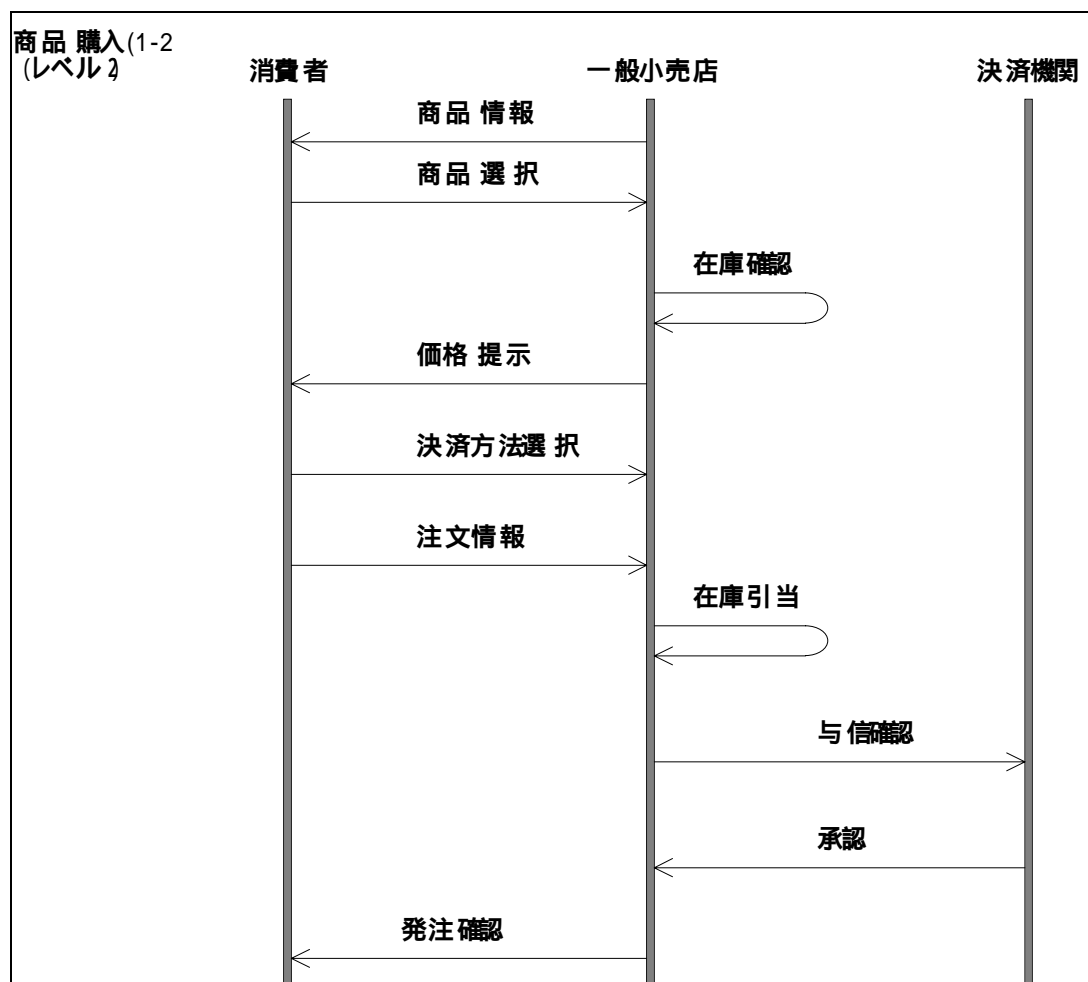 商品購入(1-2
(レベル2)
消費者 一般小売店 決済機関
商品情報
商品選択
在庫確認
価格提示
決済方法選択
注文情報
在庫引当
与信確認
承認
発注確認